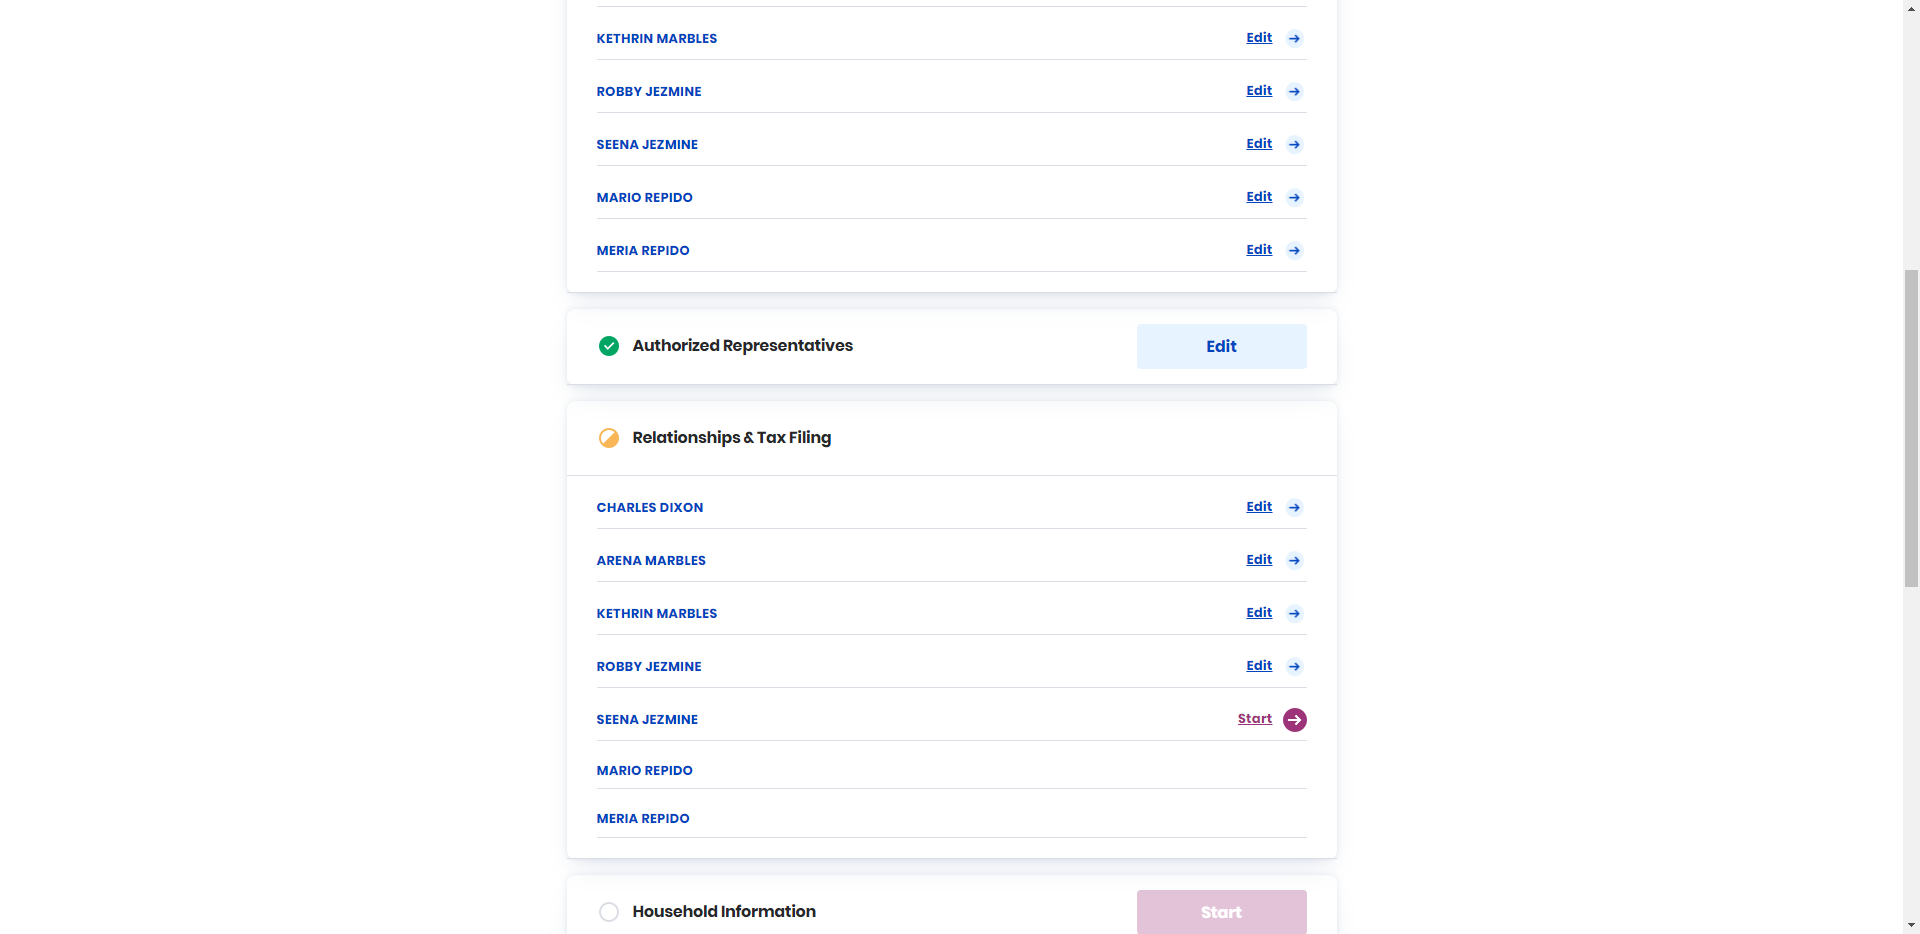 KETHRIN MARBLES Edit
ROBBY JEZMINE Edit
SEENA JEZMINE Edit
MARIO REPIDO Edit
MERIA REPIDO Edit
Authorized Representatives Edit
Relationships & Tax Filing
CHARLES DIXON Edit
ARENA MARBLES Edit
KETHRIN MARBLES Edit
ROBBY JEZMINE Edit
SEENA JEZMINE Start
MARIO REPIDO
MERIA REPIDO
Household Information Start